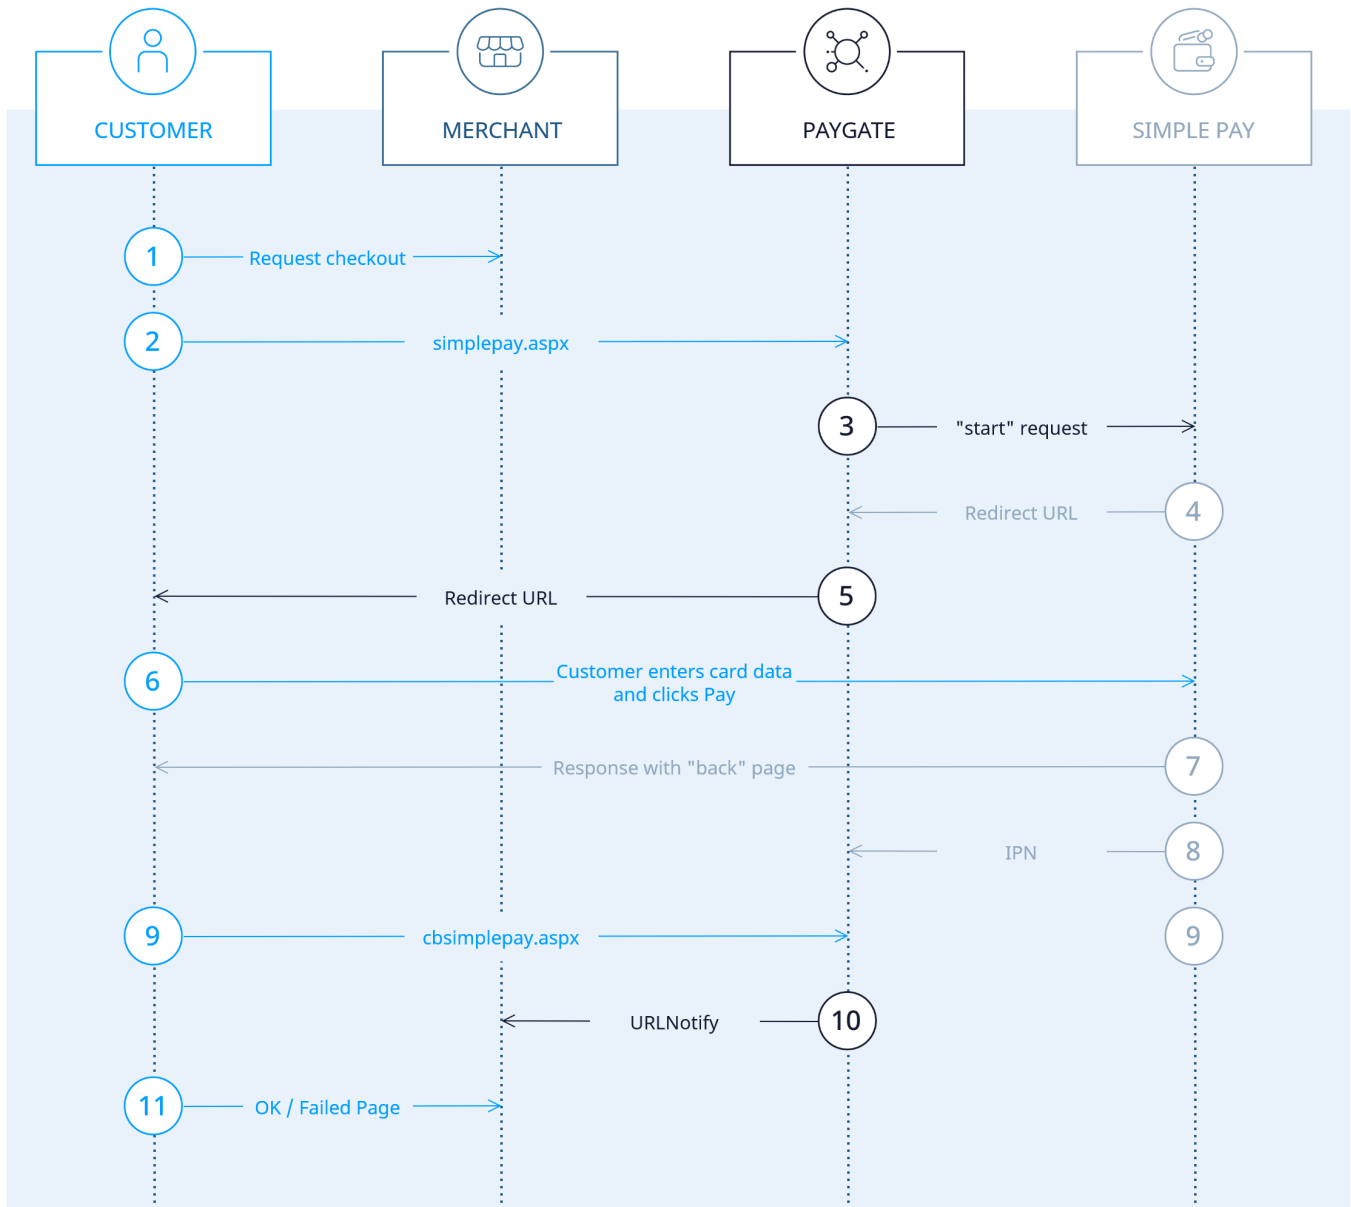 CUSTOMER
MERCHANT
PAYGATE
SIMPLE PAY
1
Request checkout
2
simplepay.aspx
3
"start" request
4
Redirect URL
5
Redirect URL
6
Customer enters card data
and clicks Pay
7
Response with "back" page
8
IPN
9
cbsimplepay.aspx
9
10
URLNotify
11
OK / Failed Page